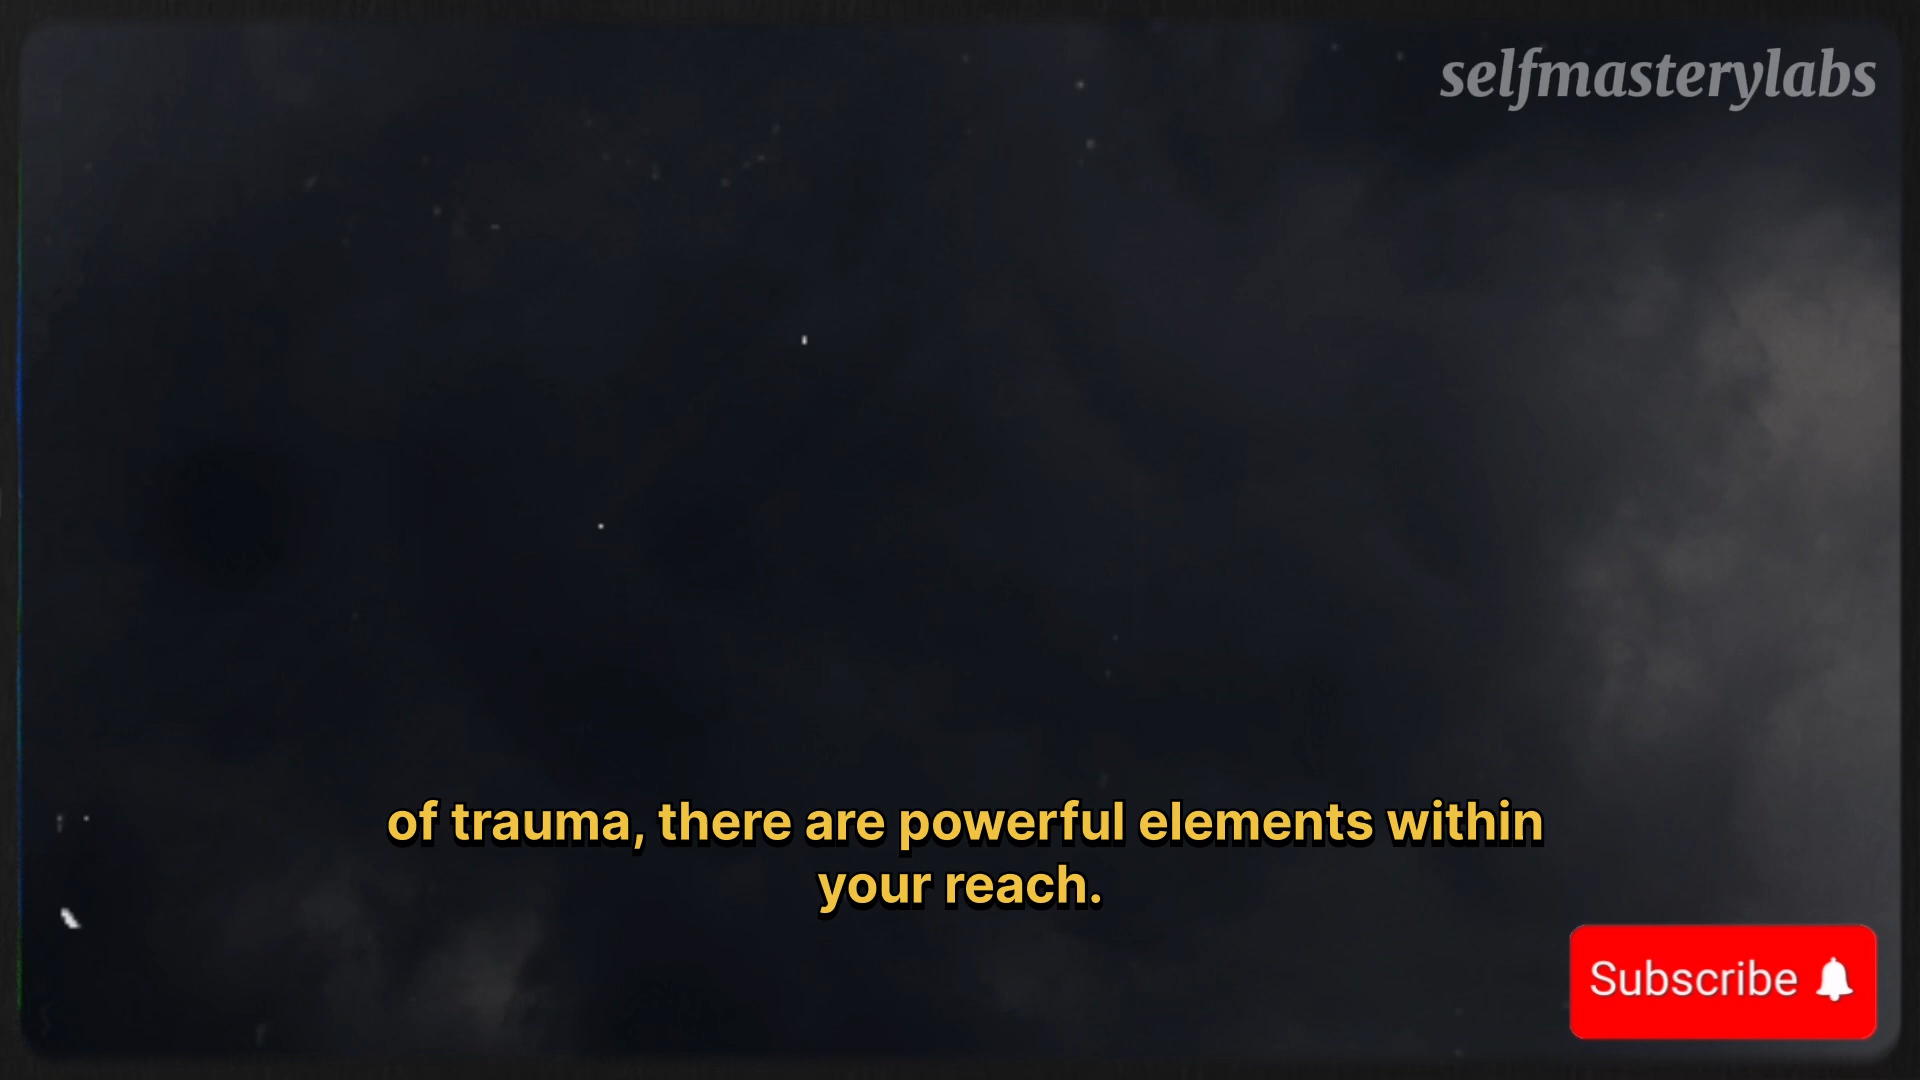 selfmasterylabs
of trauma, there are powerful elements within
your reach.
Subscribe